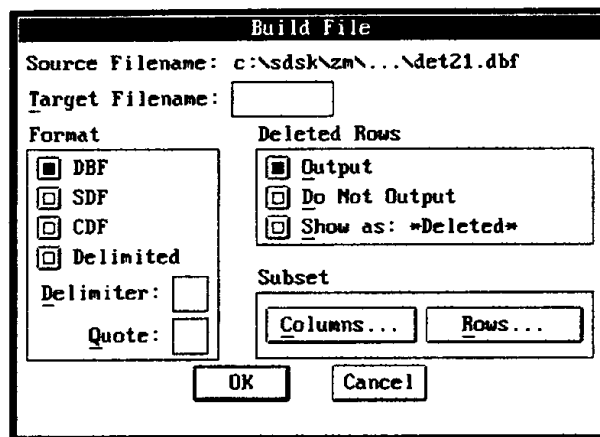 Build File
Source Filename: c:\sdsk\zm\...\det21.dbf
Target Filename:
Format
DBF
SDF
CDF
Delimited
Delimiter:
Quote:
Deleted Rows
Output
Do Not Output
Show as: *Deleted*
Subset
Columns...
Rows...
OK
Cancel